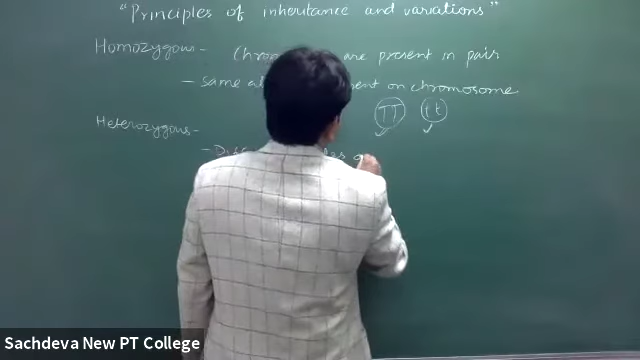 "Principles of inheritance and variations"
Homozygous - are present in pair
- same on chromosome
TT tt
Heterozygous -
-
Sachdeva New PT College